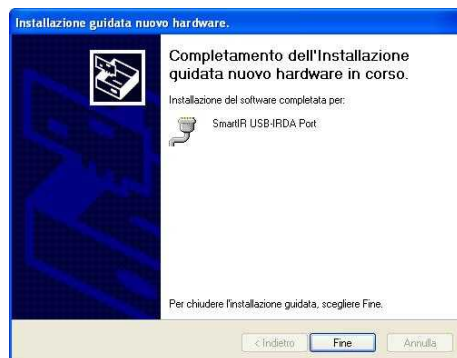 Installazione guidata nuovo hardware.
Completamento dell'Installazione
guidata nuovo hardware in corso.
Installazione del software completata per:
SmartIR USB-IRDA Port
Per chiudere l'installazione guidata, scegliere Fine.
< Indietro
Fine
Annulla